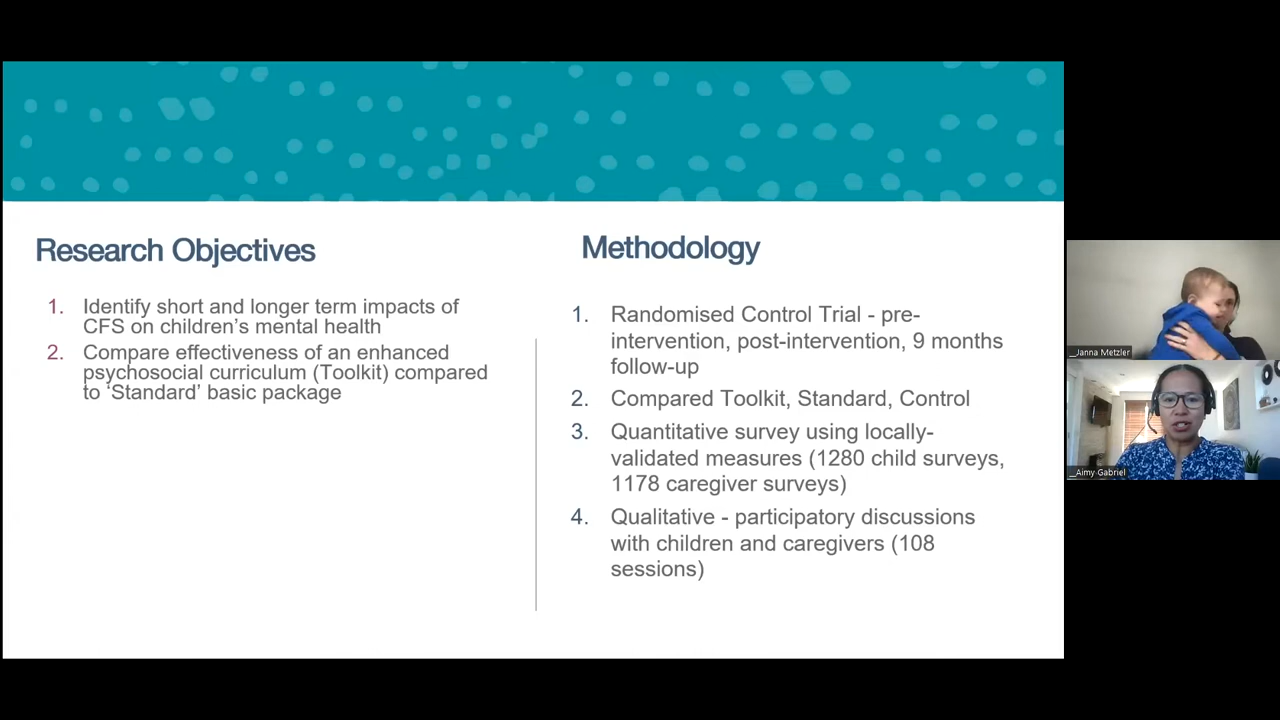 Research Objectives
1. Identify short and longer term impacts of
CFS on children's mental health
2. Compare effectiveness of an enhanced
psychosocial curriculum (Toolkit) compared
to ‘Standard’ basic package
Methodology
1. Randomised Control Trial - pre-
intervention, post-intervention, 9 months
follow-up
2. Compared Toolkit, Standard, Control
3. Quantitative survey using locally-
validated measures (1280 child surveys,
1178 caregiver surveys)
4. Qualitative - participatory discussions
with children and caregivers (108
sessions)
_Janna Metzler
_Aimy Gabriel